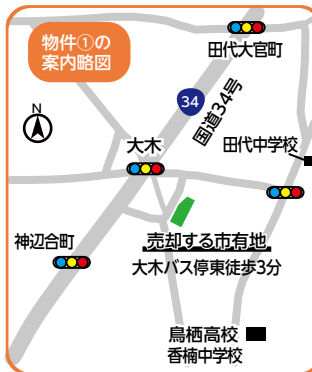 物件①の
案内略図
田代大官町
34
国道34号
N
大木
田代中学校
神辺合町
売却する市有地
大木バス停東徒歩3分
鳥栖高校
香楠中学校